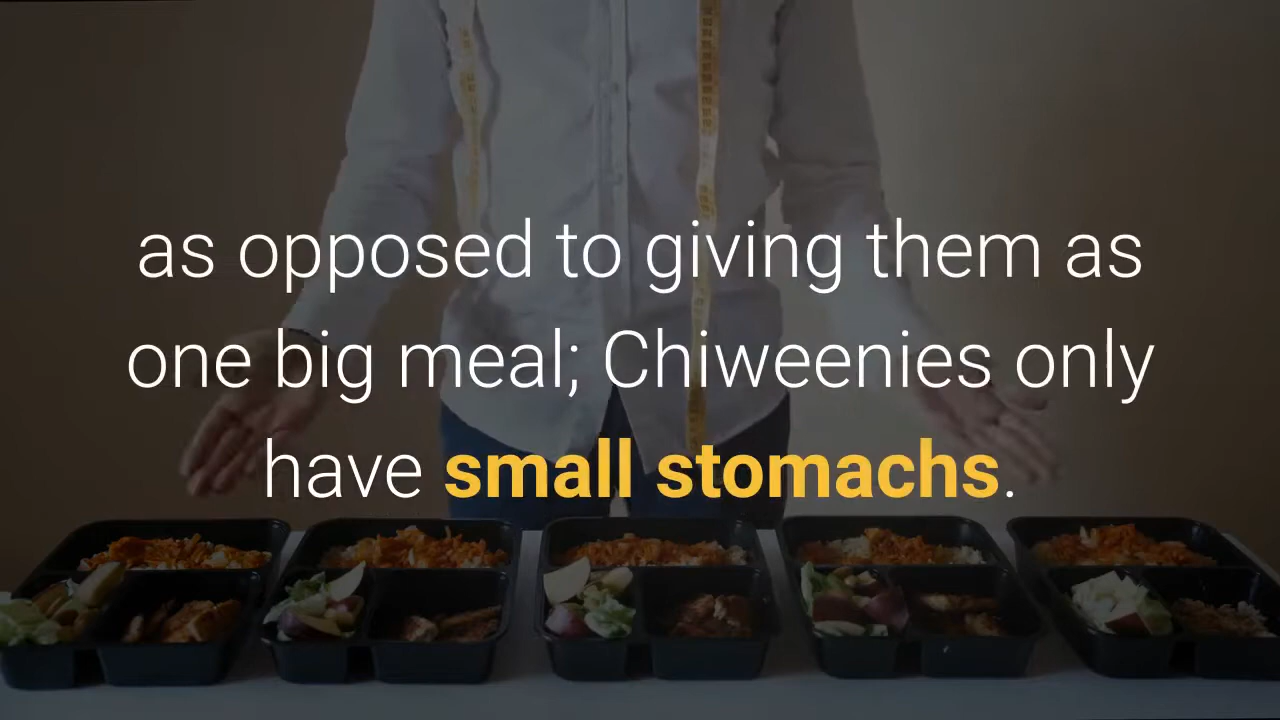 as opposed to giving them as
one big meal; Chiweenies only
have small stomachs.